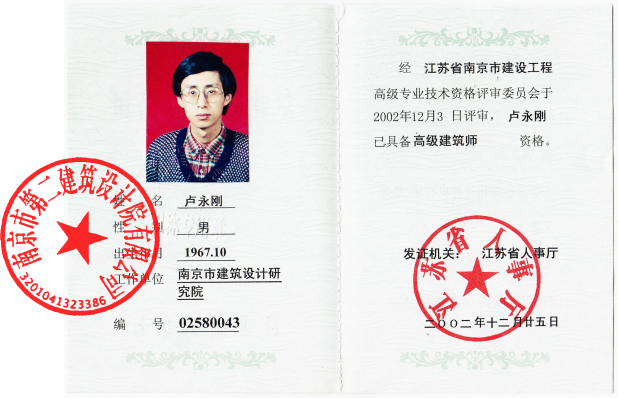 姓 名 卢永刚
性 别 男
出生年月 1967.10
工作单位 南京市建筑设计研
究院
编 号 02580043
南京市第二建筑设计院有限公司
3201041323386
经 江苏省南京市建设工程
高级专业技术资格评审委员会于
2002年12月3 日评审， 卢永刚
已具备 高级建筑师 资格。
发证机关： 江苏省人事厅
江苏省人事厅
二〇〇二年十二月廿五日